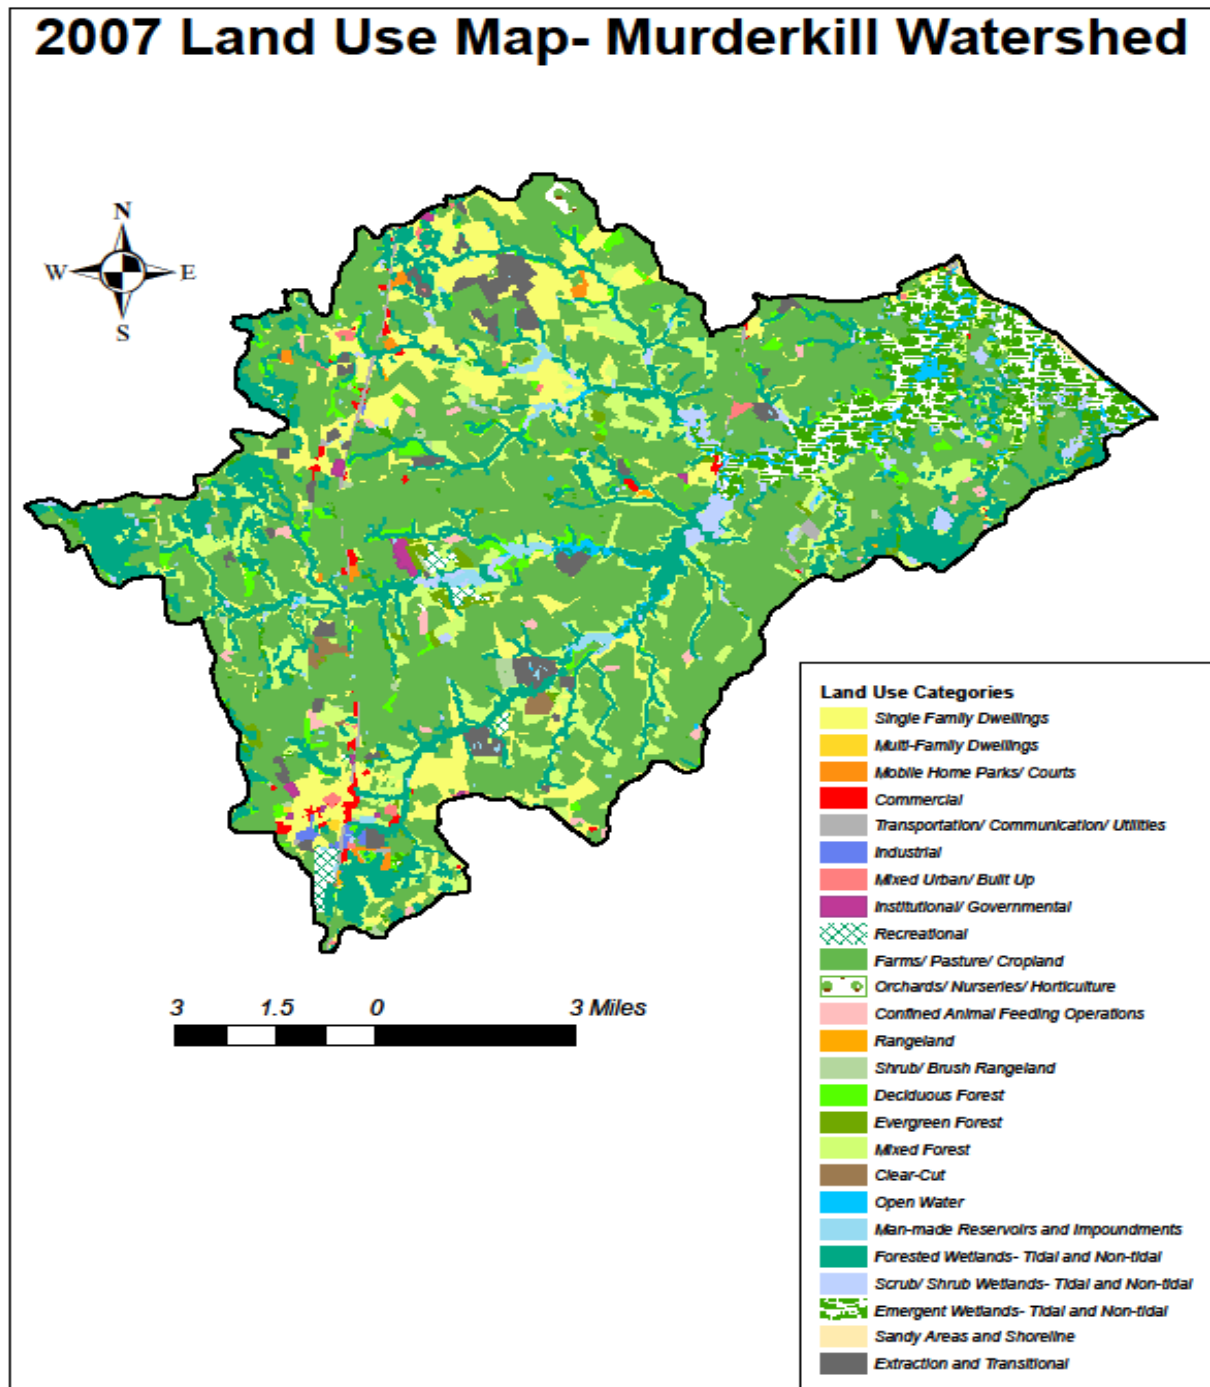 2007 Land Use Map- Murderkill Watershed
N
W E
S
Land Use Categories
Single Family Dwellings
Multi-Family Dwellings
Mobile Home Parks/ Courts
Commercial
Transportation/ Communication/ Utilities
Industrial
Mixed Urban/ Built Up
Institutional/ Governmental
Recreational
Farms/ Pasture/ Cropland
Orchards/ Nurseries/ Horticulture
Confined Animal Feeding Operations
Rangeland
Shrub/ Brush Rangeland
Deciduous Forest
Evergreen Forest
Mixed Forest
Clear-Cut
Open Water
Man-made Reservoirs and Impoundments
Forested Wetlands- Tidal and Non-tidal
Scrub/ Shrub Wetlands- Tidal and Non-tidal
Emergent Wetlands- Tidal and Non-tidal
Sandy Areas and Shoreline
Extraction and Transitional
3 1.5 0 3 Miles